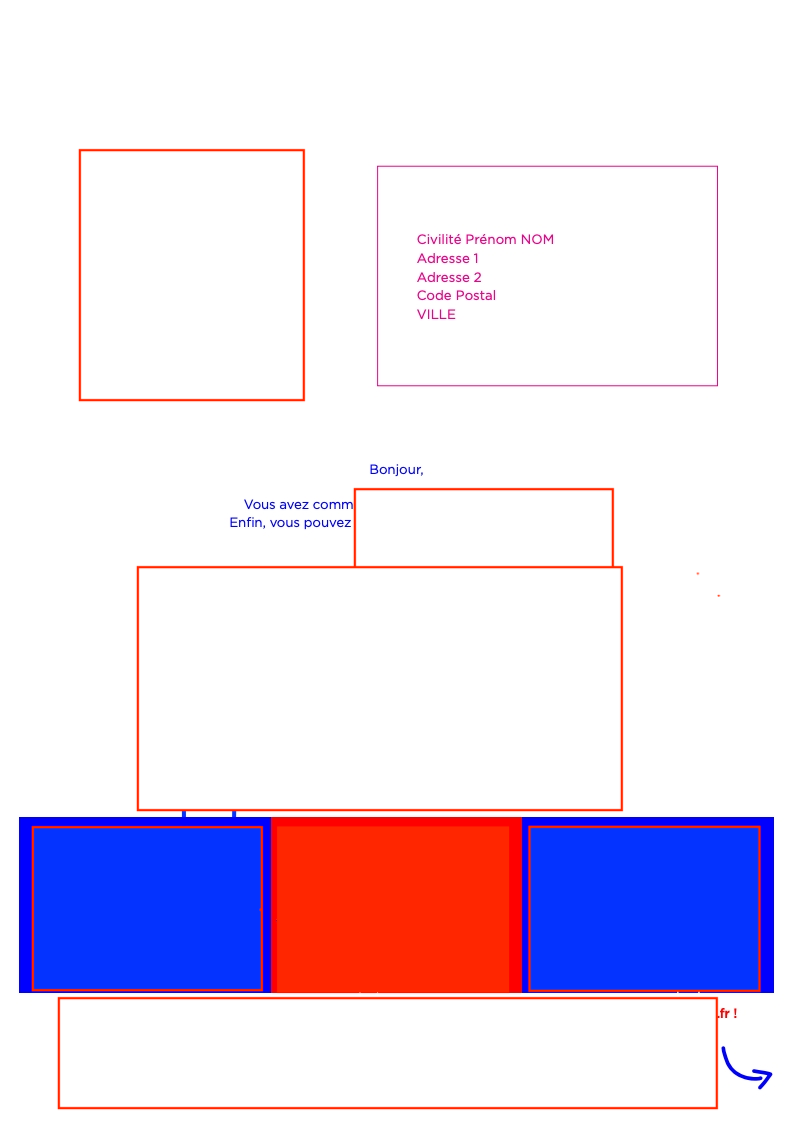 Civilité Prénom NOM
Adresse 1
Adresse 2
Code Postal
VILLE
Bonjour,
Vous avez comm
Enfin, vous pouvez
.fr !